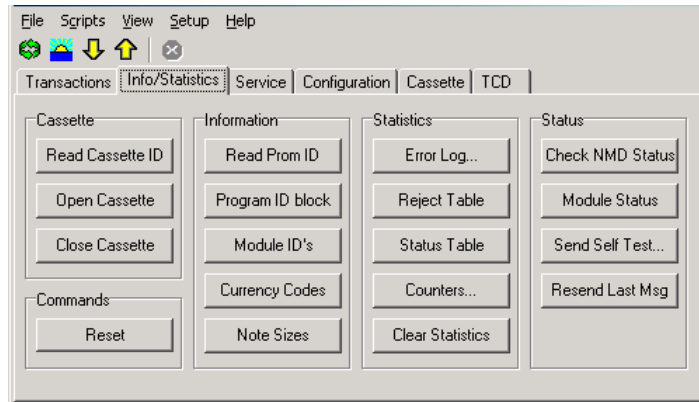 File Scripts View Setup Help
Transactions Info/Statistics Service Configuration Cassette TCD
Cassette
Read Cassette ID
Open Cassette
Close Cassette
Commands
Reset
Information
Read Prom ID
Program ID block
Module ID's
Currency Codes
Note Sizes
Statistics
Error Log...
Reject Table
Status Table
Counters...
Clear Statistics
Status
Check NMD Status
Module Status
Send Self Test...
Resend Last Msg